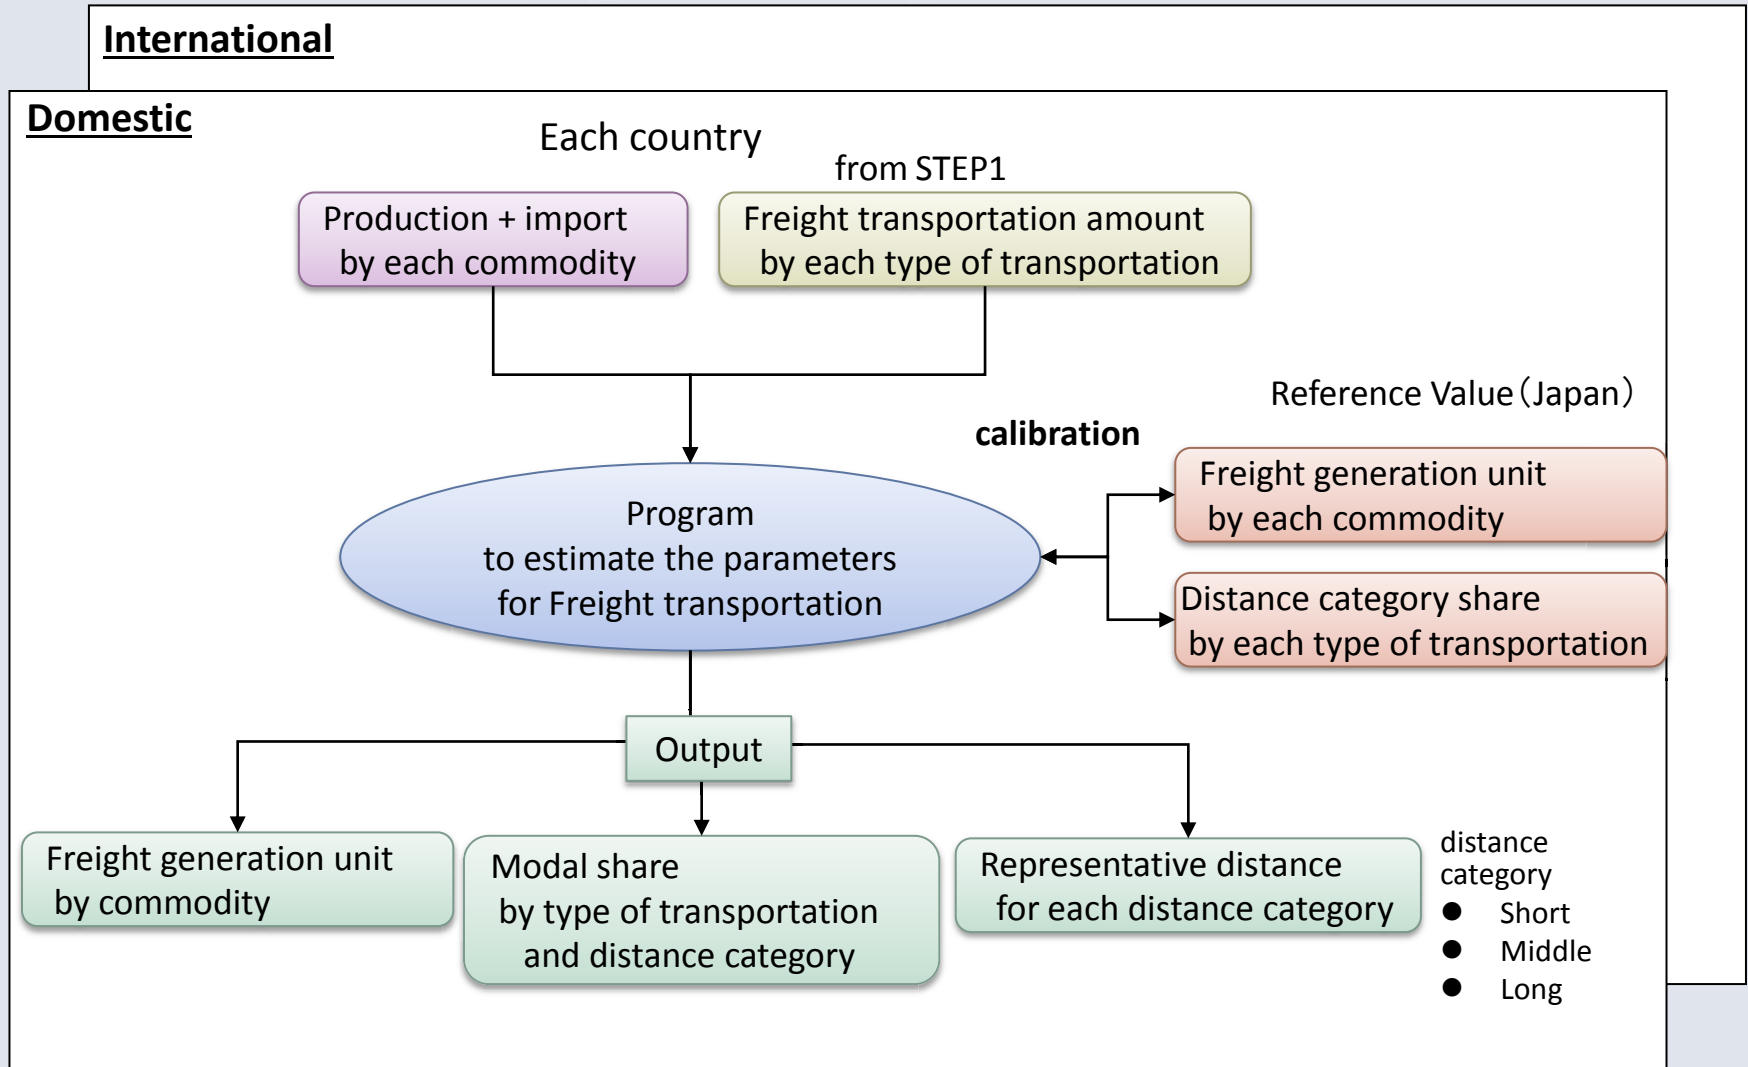 International
Domestic
Each country
from STEP1
Production + import
by each commodity
Freight transportation amount
by each type of transportation
Reference Value（Japan）
calibration
Freight generation unit
by each commodity
Program
to estimate the parameters
for Freight transportation
Distance category share
by each type of transportation
Output
Freight generation unit
by commodity
Modal share
by type of transportation
and distance category
Representative distance
for each distance category
distance
category
● Short
● Middle
● Long